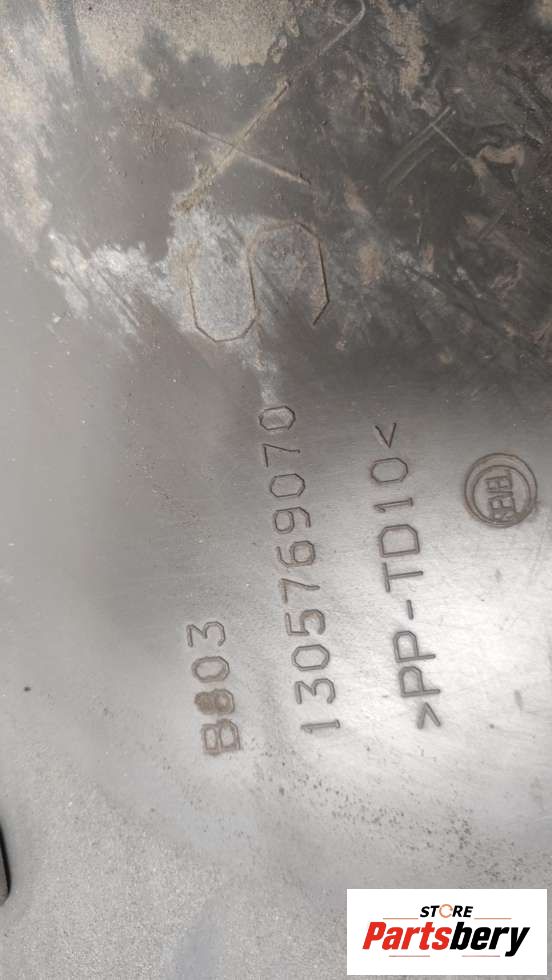 S
B803
1305769070
>PP-TD10<
STORE
Partsbery